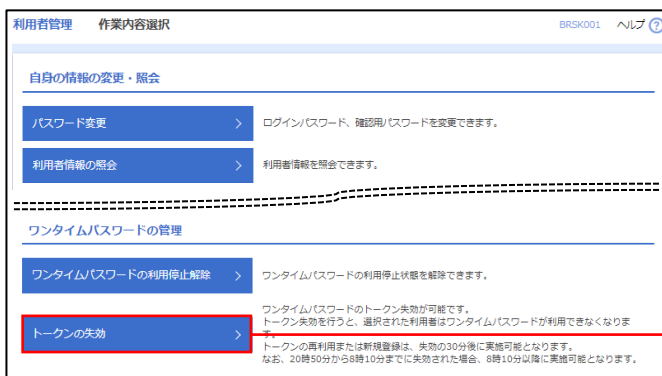 利用者管理 作業内容選択 BRSK001 ヘルプ ?
自身の情報の変更・照会
パスワード変更 > ログインパスワード、確認用パスワードを変更できます。
利用者情報の照会 > 利用者情報を照会できます。
ワンタイムパスワードの管理
ワンタイムパスワードの利用停止解除 > ワンタイムパスワードの利用停止状態を解除できます。
トークンの失効 >
ワンタイムパスワードのトークン失効が可能です。
トークン失効を行うと、選択された利用者はワンタイムパスワードが利用できなくなりま
す。
トークンの再利用または新規登録は、失効の30分後に実施可能となります。
なお、20時50分から8時10分までに失効された場合、8時10分以降に実施可能となります。